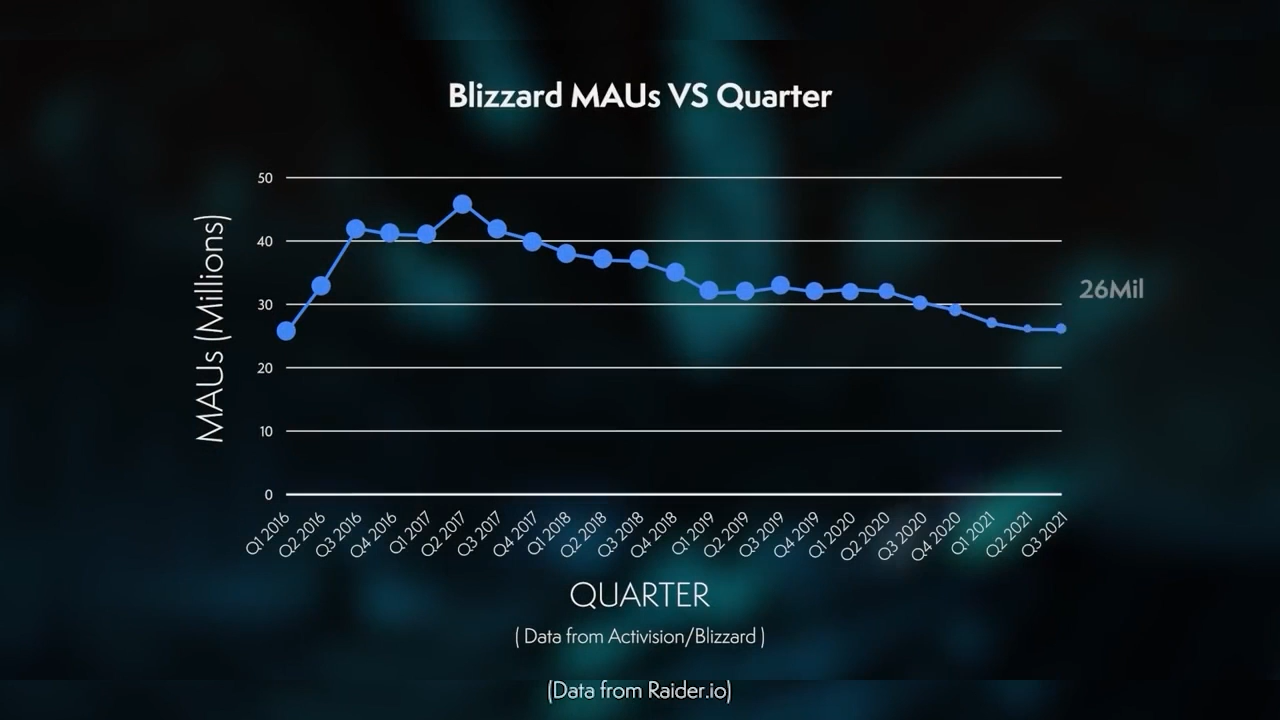 Blizzard MAUs VS Quarter
50
40
30
20
10
0
MAUs (Millions)
26Mil
Q1 2016
Q2 2016
Q3 2016
Q4 2016
Q1 2017
Q2 2017
Q3 2017
Q4 2017
Q1 2018
Q2 2018
Q3 2018
Q4 2018
Q1 2019
Q2 2019
Q3 2019
Q4 2019
Q1 2020
Q2 2020
Q3 2020
Q4 2020
Q1 2021
Q2 2021
Q3 2021
QUARTER
( Data from Activision/Blizzard )
(Data from Raider.io)